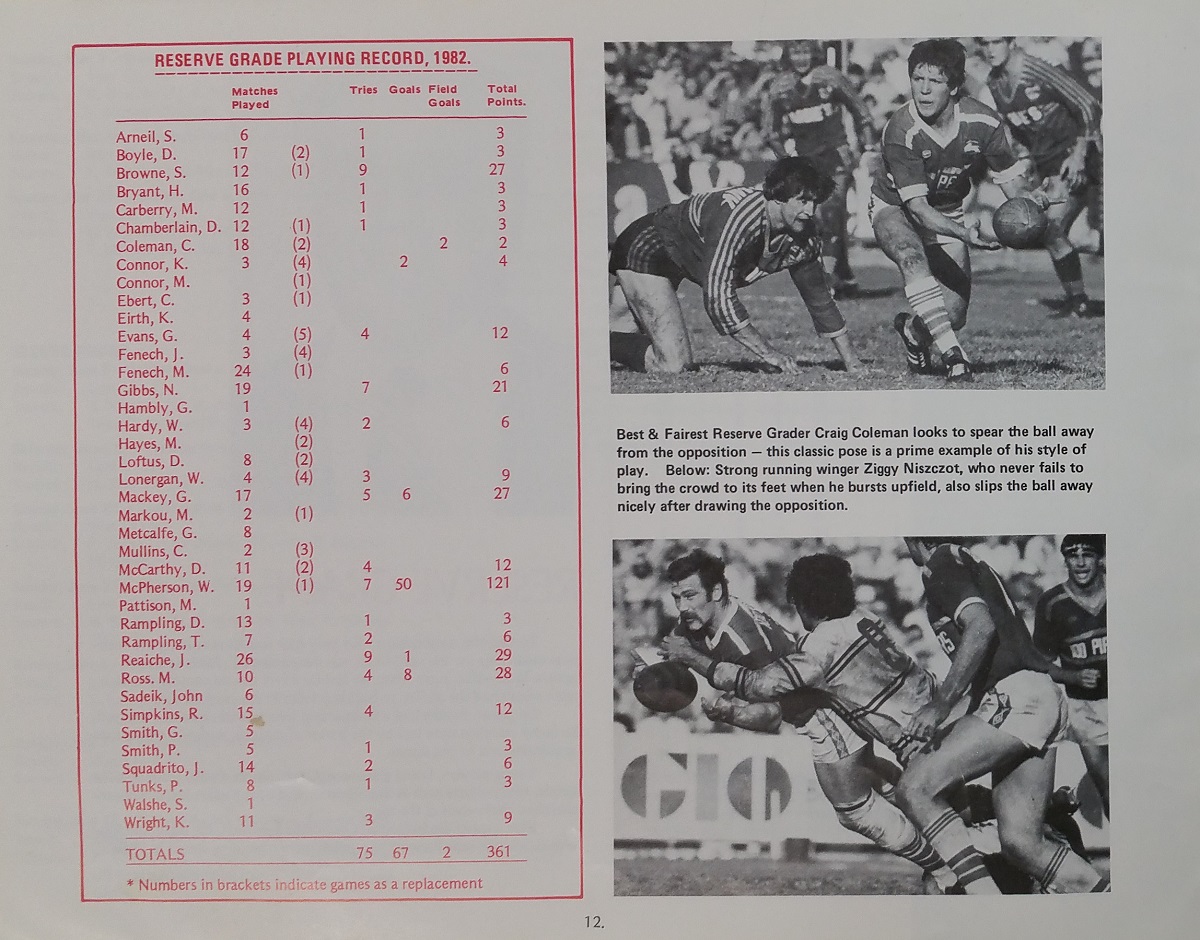 RESERVE GRADE PLAYING RECORD, 1982.
Matches Played Tries Goals Field Goals Total Points.
Arneil, S. 6 1 3
Boyle, D. 17 (2) 1 3
Browne, S. 12 (1) 9 27
Bryant, H. 16 1 3
Carberry, M. 12 1 3
Chamberlain, D. 12 (1) 1 3
Coleman, C. 18 (2) 2 2
Connor, K. 3 (4) 2 4
Connor, M. (1)
Ebert, C. 3 (1)
Eirth, K. 4
Evans, G. 4 (5) 4 12
Fenech, J. 3 (4)
Fenech, M. 24 (1) 6
Gibbs, N. 19 7 21
Hambly, G. 1
Hardy, W. 3 (4) 2 6
Hayes, M. (2)
Loftus, D. 8 (2)
Lonergan, W. 4 (4) 3 9
Mackey, G. 17 5 6 27
Markou, M. 2 (1)
Metcalfe, G. 8
Mullins, C. 2 (3)
McCarthy, D. 11 (2) 4 12
McPherson, W. 19 (1) 7 50 121
Pattison, M. 1
Rampling, D. 13 1 3
Rampling, T. 7 2 6
Reaiche, J. 26 9 1 29
Ross. M. 10 4 8 28
Sadeik, John 6
Simpkins, R. 15 4 12
Smith, G. 5
Smith, P. 5 1 3
Squadrito, J. 14 2 6
Tunks, P. 8 1 3
Walshe, S. 1
Wright, K. 11 3 9
TOTALS 75 67 2 361
* Numbers in brackets indicate games as a replacement
Best & Fairest Reserve Grader Craig Coleman looks to spear the ball away
from the opposition — this classic pose is a prime example of his style of
play. Below: Strong running winger Ziggy Niszczot, who never fails to
bring the crowd to its feet when he bursts upfield, also slips the ball away
nicely after drawing the opposition.
GIO
12.